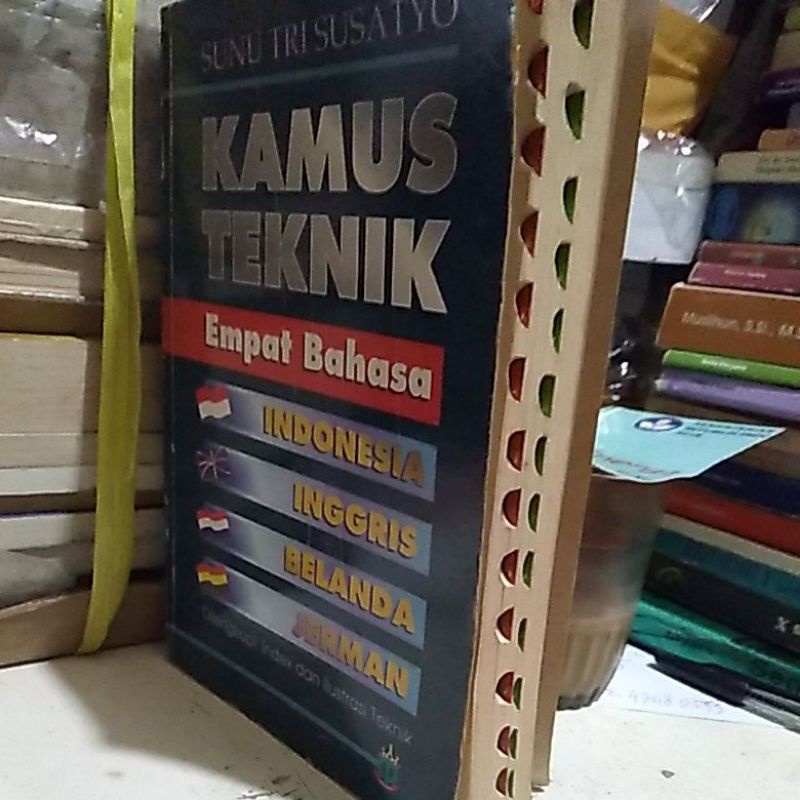 SUNU TRI SUSATYO
KAMUS
TEKNIK
Empat Bahasa
INDONESIA
INGGRIS
BELANDA
JERMAN
Dilengkapi Index dan Ilustrasi Teknik